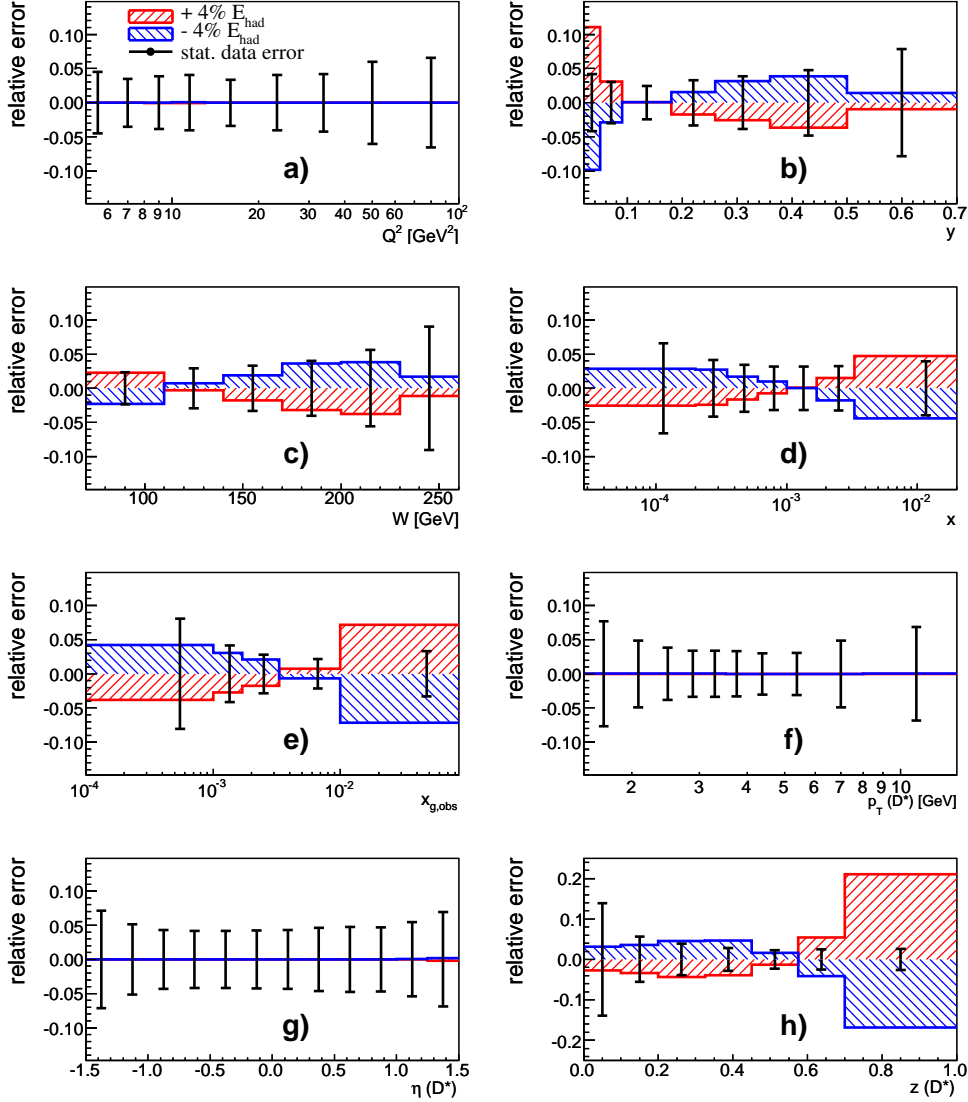 + 4% E_had
- 4% E_had
stat. data error
relative error
0.10
0.05
0.00
-0.05
-0.10
a)
6 7 8 9 10 20 30 40 50 60 10²
Q² [GeV²]
relative error
0.10
0.05
0.00
-0.05
-0.10
b)
0.1 0.2 0.3 0.4 0.5 0.6 0.7
y
relative error
0.10
0.05
0.00
-0.05
-0.10
c)
100 150 200 250
W [GeV]
relative error
0.10
0.05
0.00
-0.05
-0.10
d)
10⁻⁴ 10⁻³ 10⁻²
x
relative error
0.10
0.05
0.00
-0.05
-0.10
e)
10⁻⁴ 10⁻³ 10⁻²
x_g,obs
relative error
0.10
0.05
0.00
-0.05
-0.10
f)
2 3 4 5 6 7 8 9 10
p_T (D*) [GeV]
relative error
0.10
0.05
0.00
-0.05
-0.10
g)
-1.5 -1.0 -0.5 0.0 0.5 1.0 1.5
η (D*)
relative error
0.2
0.1
0.0
-0.1
-0.2
h)
0.0 0.2 0.4 0.6 0.8 1.0
z (D*)